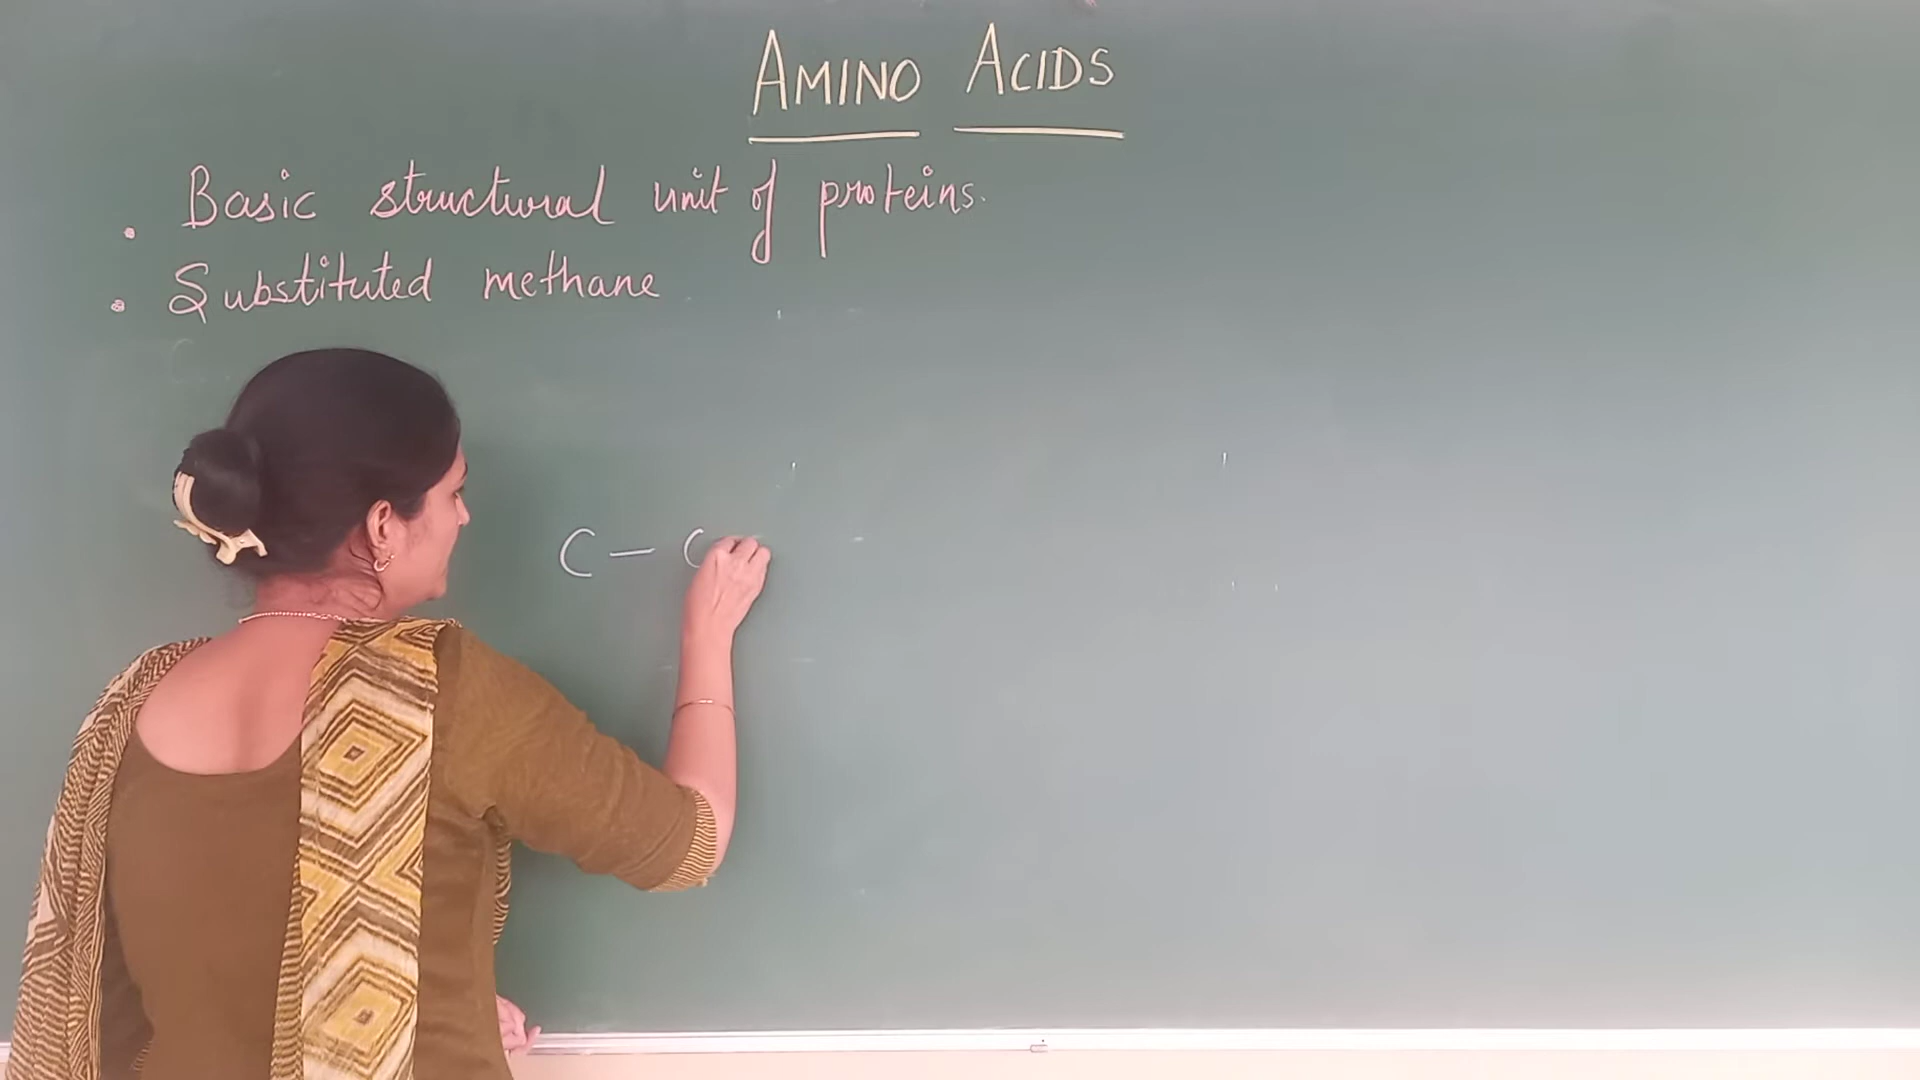 AMINO ACIDS
. Basic structural unit of proteins.
. Substituted methane
C – C